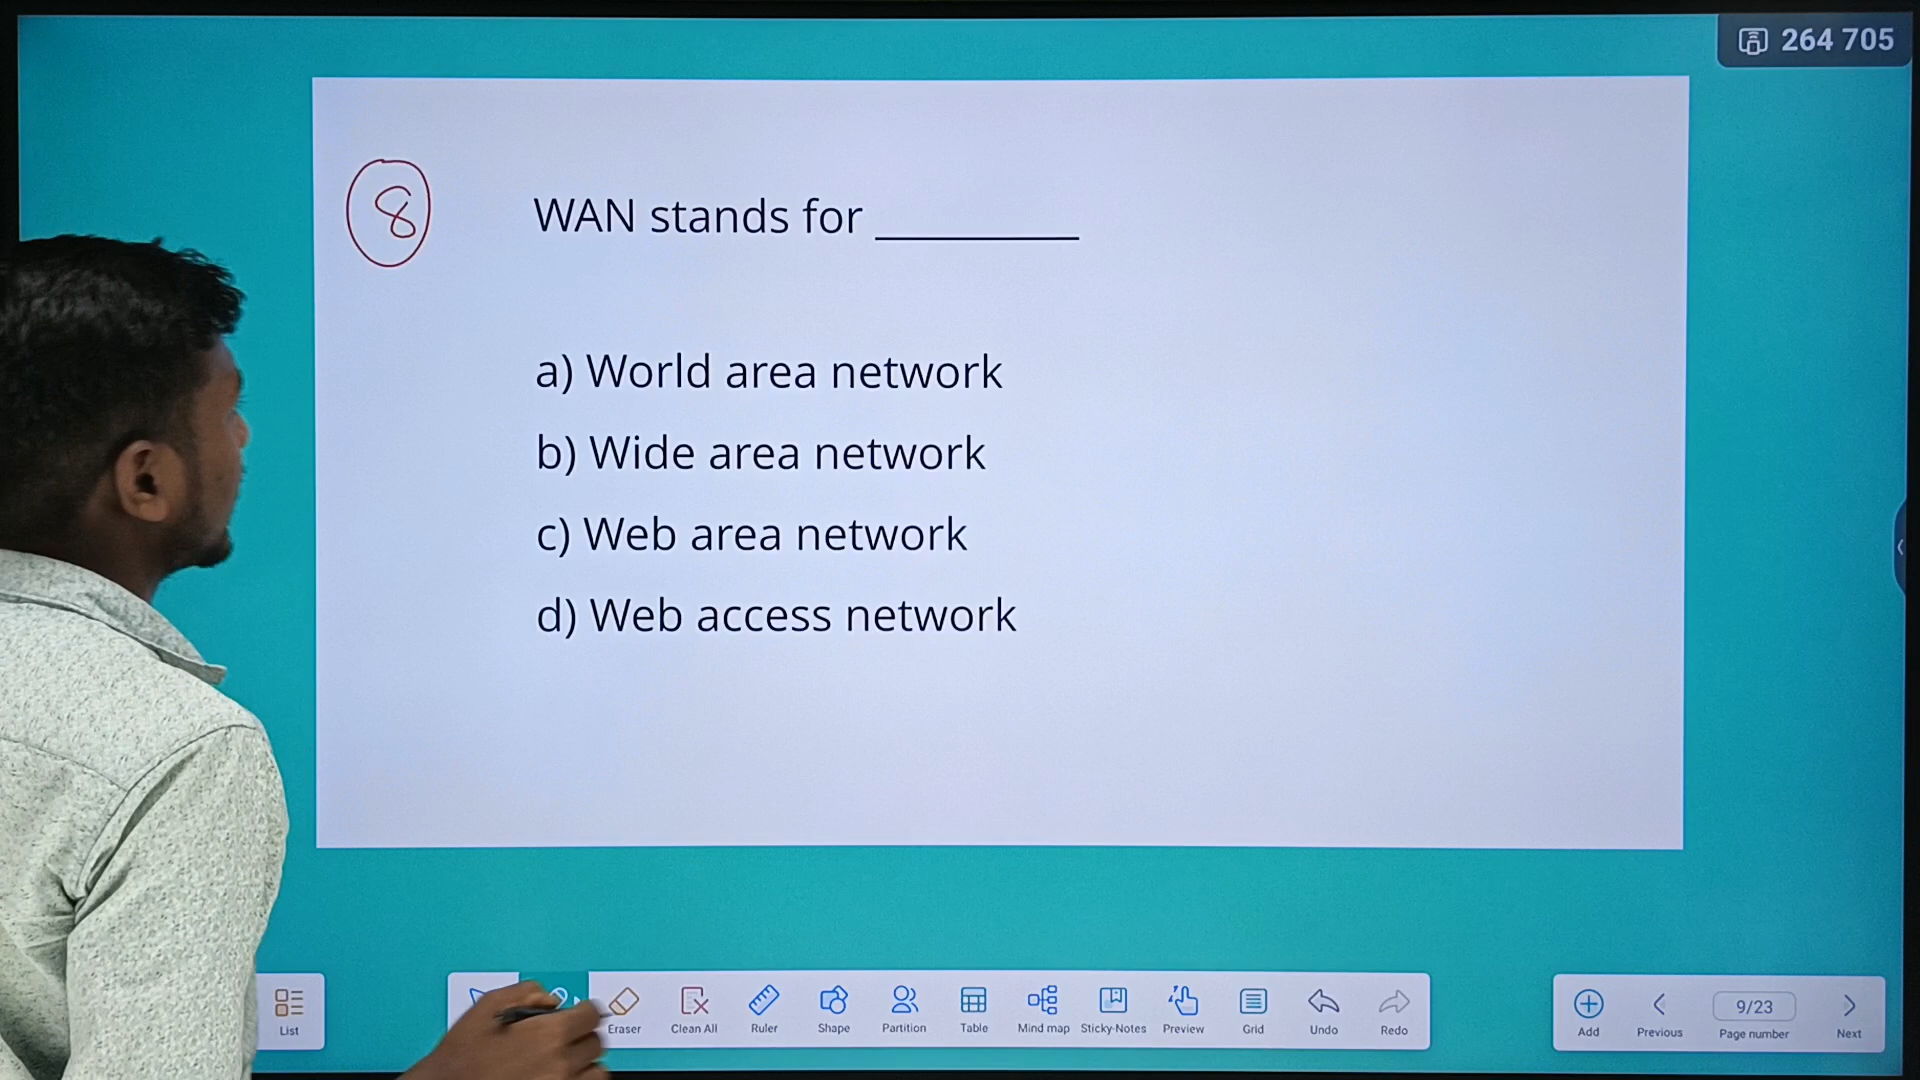 264 705
8
WAN stands for __________
a) World area network
b) Wide area network
c) Web area network
d) Web access network
List
Eraser
Clean All
Ruler
Shape
Partition
Table
Mind map
Sticky-Notes
Preview
Grid
Undo
Redo
Add
Previous
9/23
Page number
Next